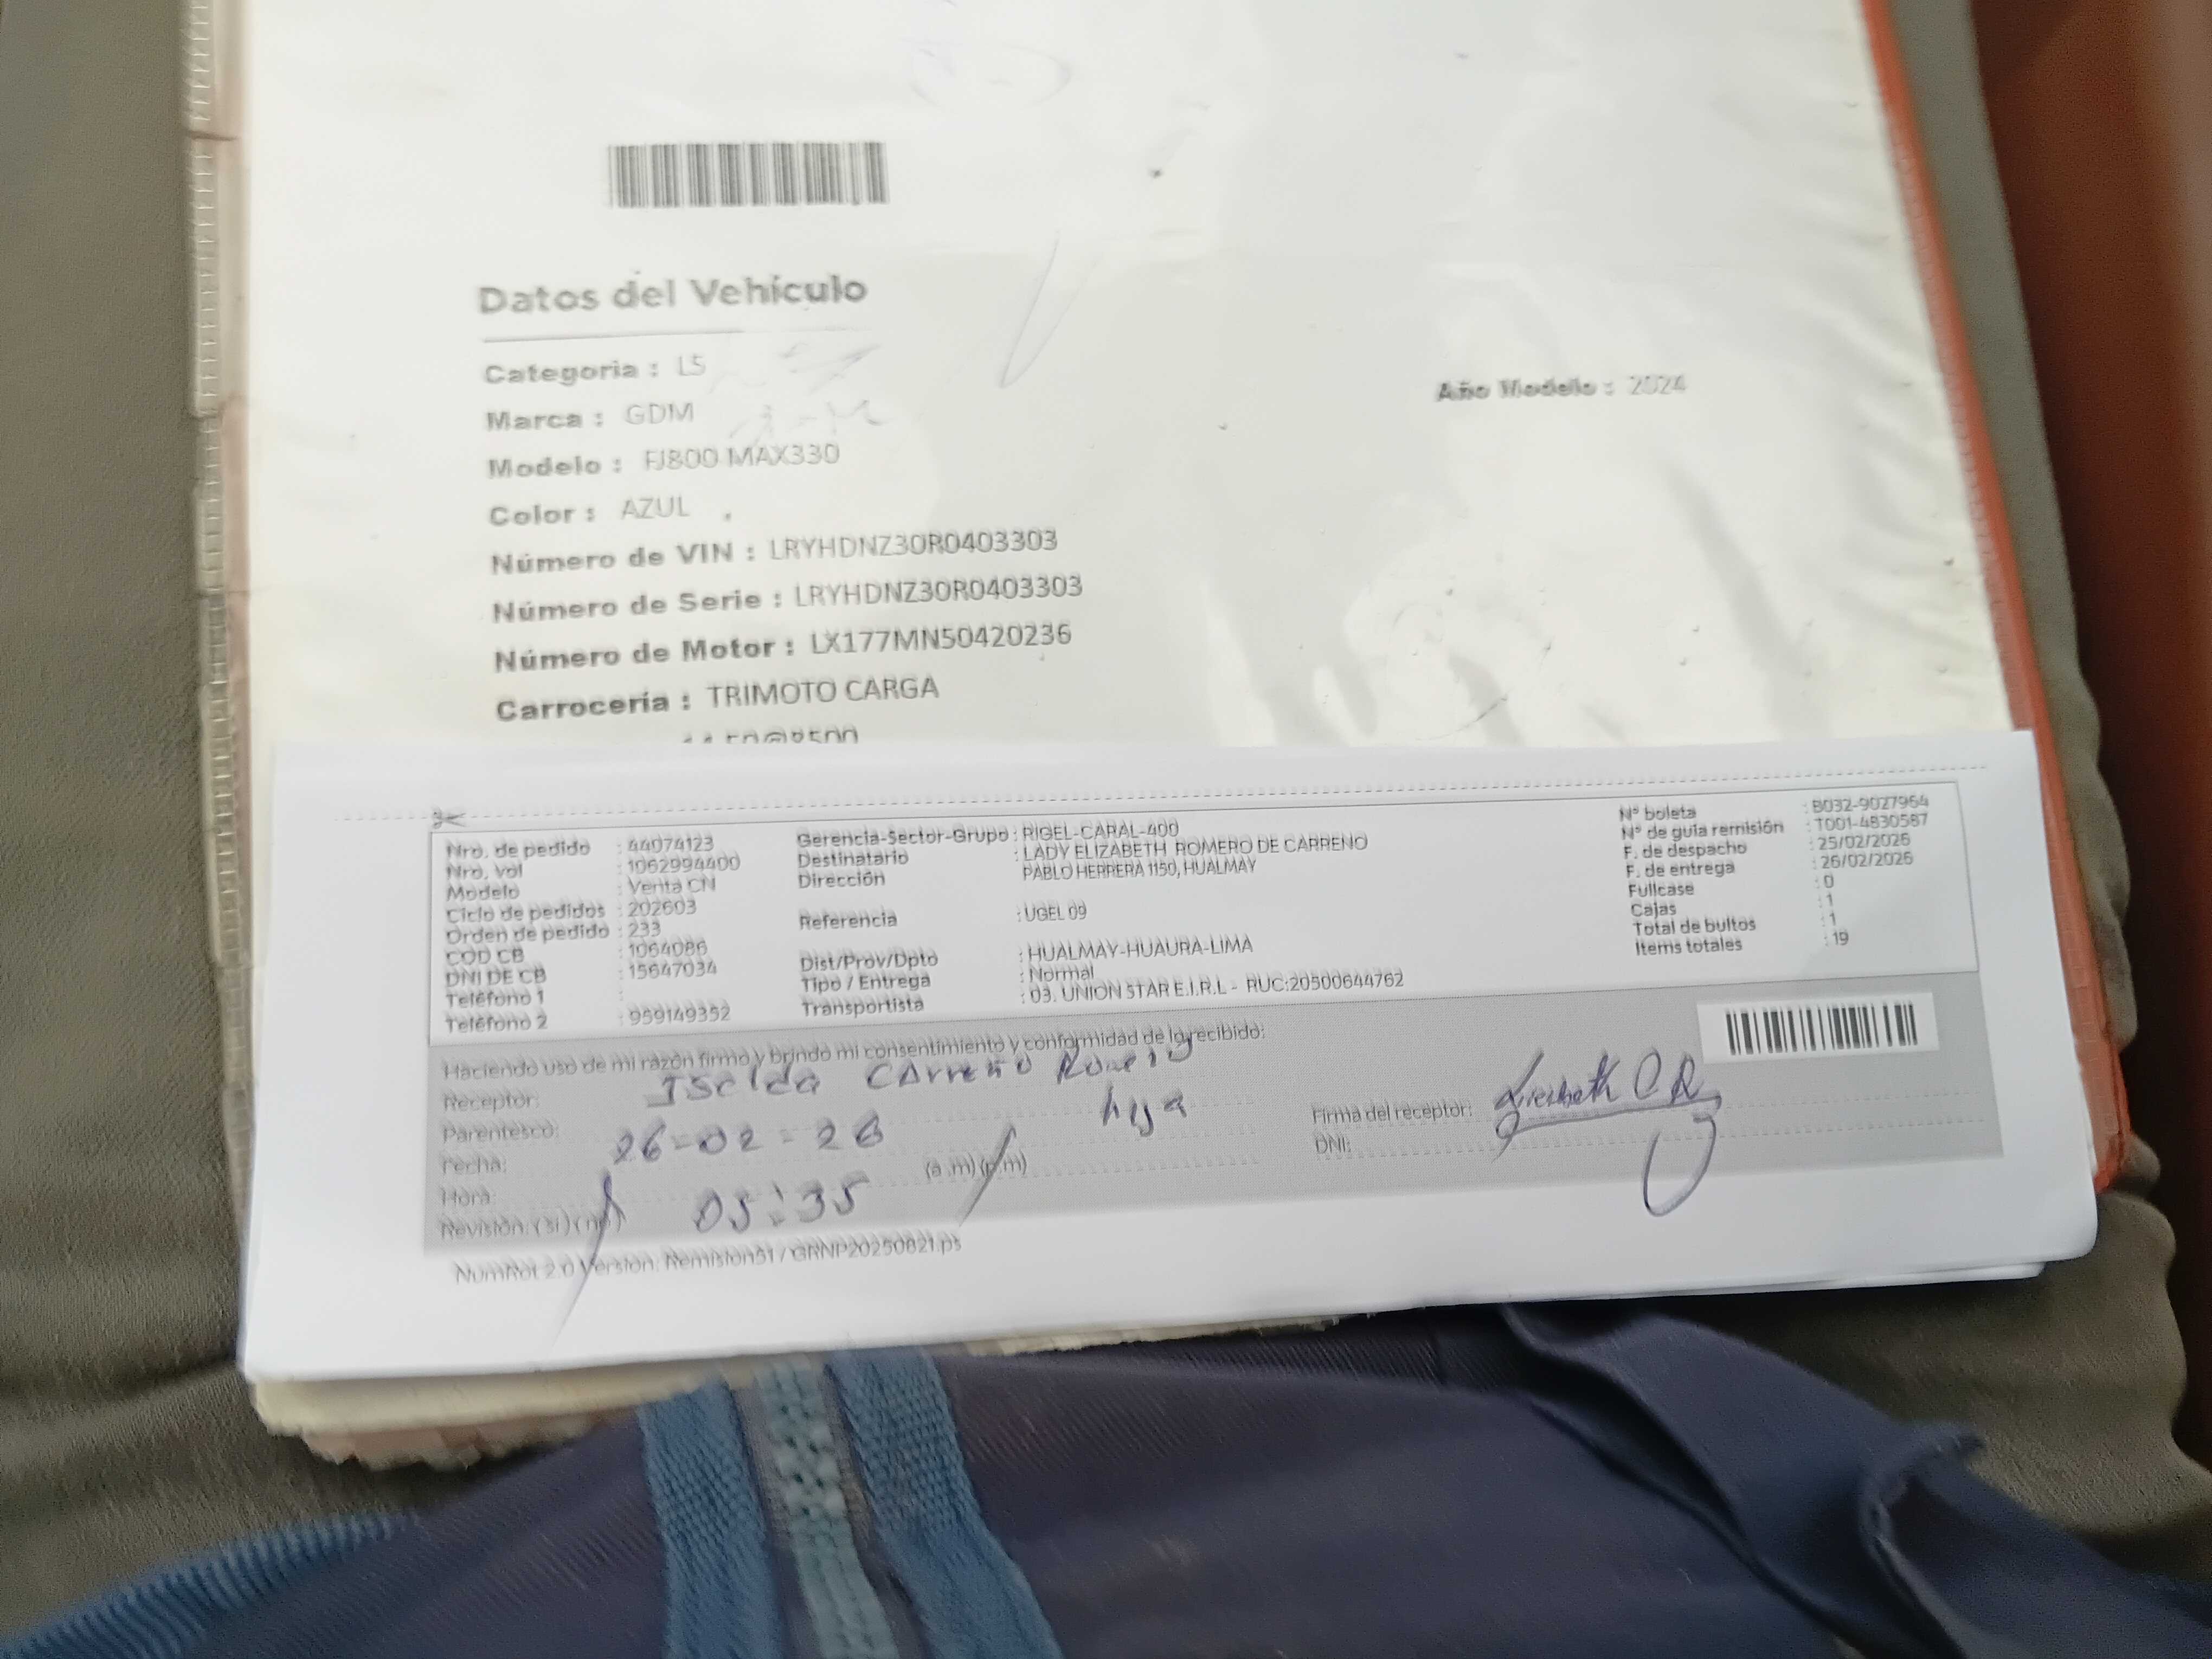 Datos del Vehículo
Categoria : L5
Año Modelo : 2024
Marca : GDM
Modelo : FJ800 MAX330
Color : AZUL
Número de VIN : LRYHDNZ30R0403303
Número de Serie : LRYHDNZ30R0403303
Número de Motor : LX177MN50420236
Carrocería : TRIMOTO CARGA
Nro. de pedido : 44074123
Nro. vol : 1062994400
Modelo : Venta CN
Ciclo de pedidos : 202603
Orden de pedido : 233
COD CB : 1064086
DNI DE CB : 15647034
Teléfono 1 :
Teléfono 2 : 959149352
Gerencia-Sector-Grupo : RIGEL-CARAL-400
Destinatario : LADY ELIZABETH ROMERO DE CARRENO
Dirección PABLO HERRERA 1150, HUALMAY
Referencia : UGEL 09
Dist/Prov/Dpto : HUALMAY-HUAURA-LIMA
Tipo / Entrega : Normal
Transportista : 03. UNION STAR E.I.R.L - RUC:20500644762
N° boleta : B032-9027964
N° de guía remisión : T001-4830587
F. de despacho : 25/02/2026
F. de entrega : 26/02/2026
Fullcase : 0
Cajas : 1
Total de bultos : 1
Items totales : 19
Haciendo uso de mi razón firmo y brindo mi consentimiento y conformidad de lo recibido:
Receptor: Iselda Carreño Romero
Parentesco: hija
Fecha: 26-02-26
Hora: 05:35 (a.m) (p.m)
Revisión: (si) (no)
Firma del receptor:
DNI:
NumRot 2.0 Version: Remision51 / GRNP20250821.ps